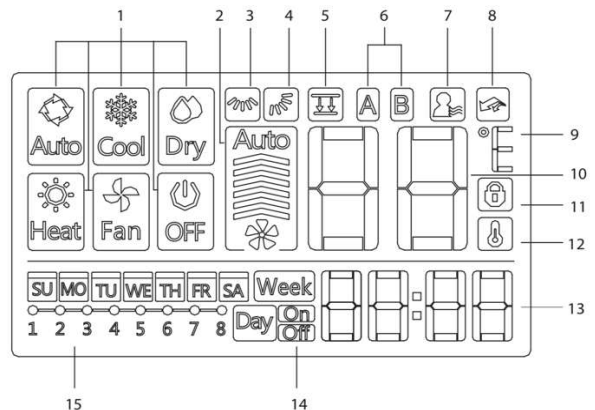 1 2 3 4 5 6 7 8
Auto Cool Dry Auto A B
9
10
Heat Fan OFF
11
12
SU MO TU WE TH FR SA Week
Day On
Off
88:88
13
1 2 3 4 5 6 7 8
15 14